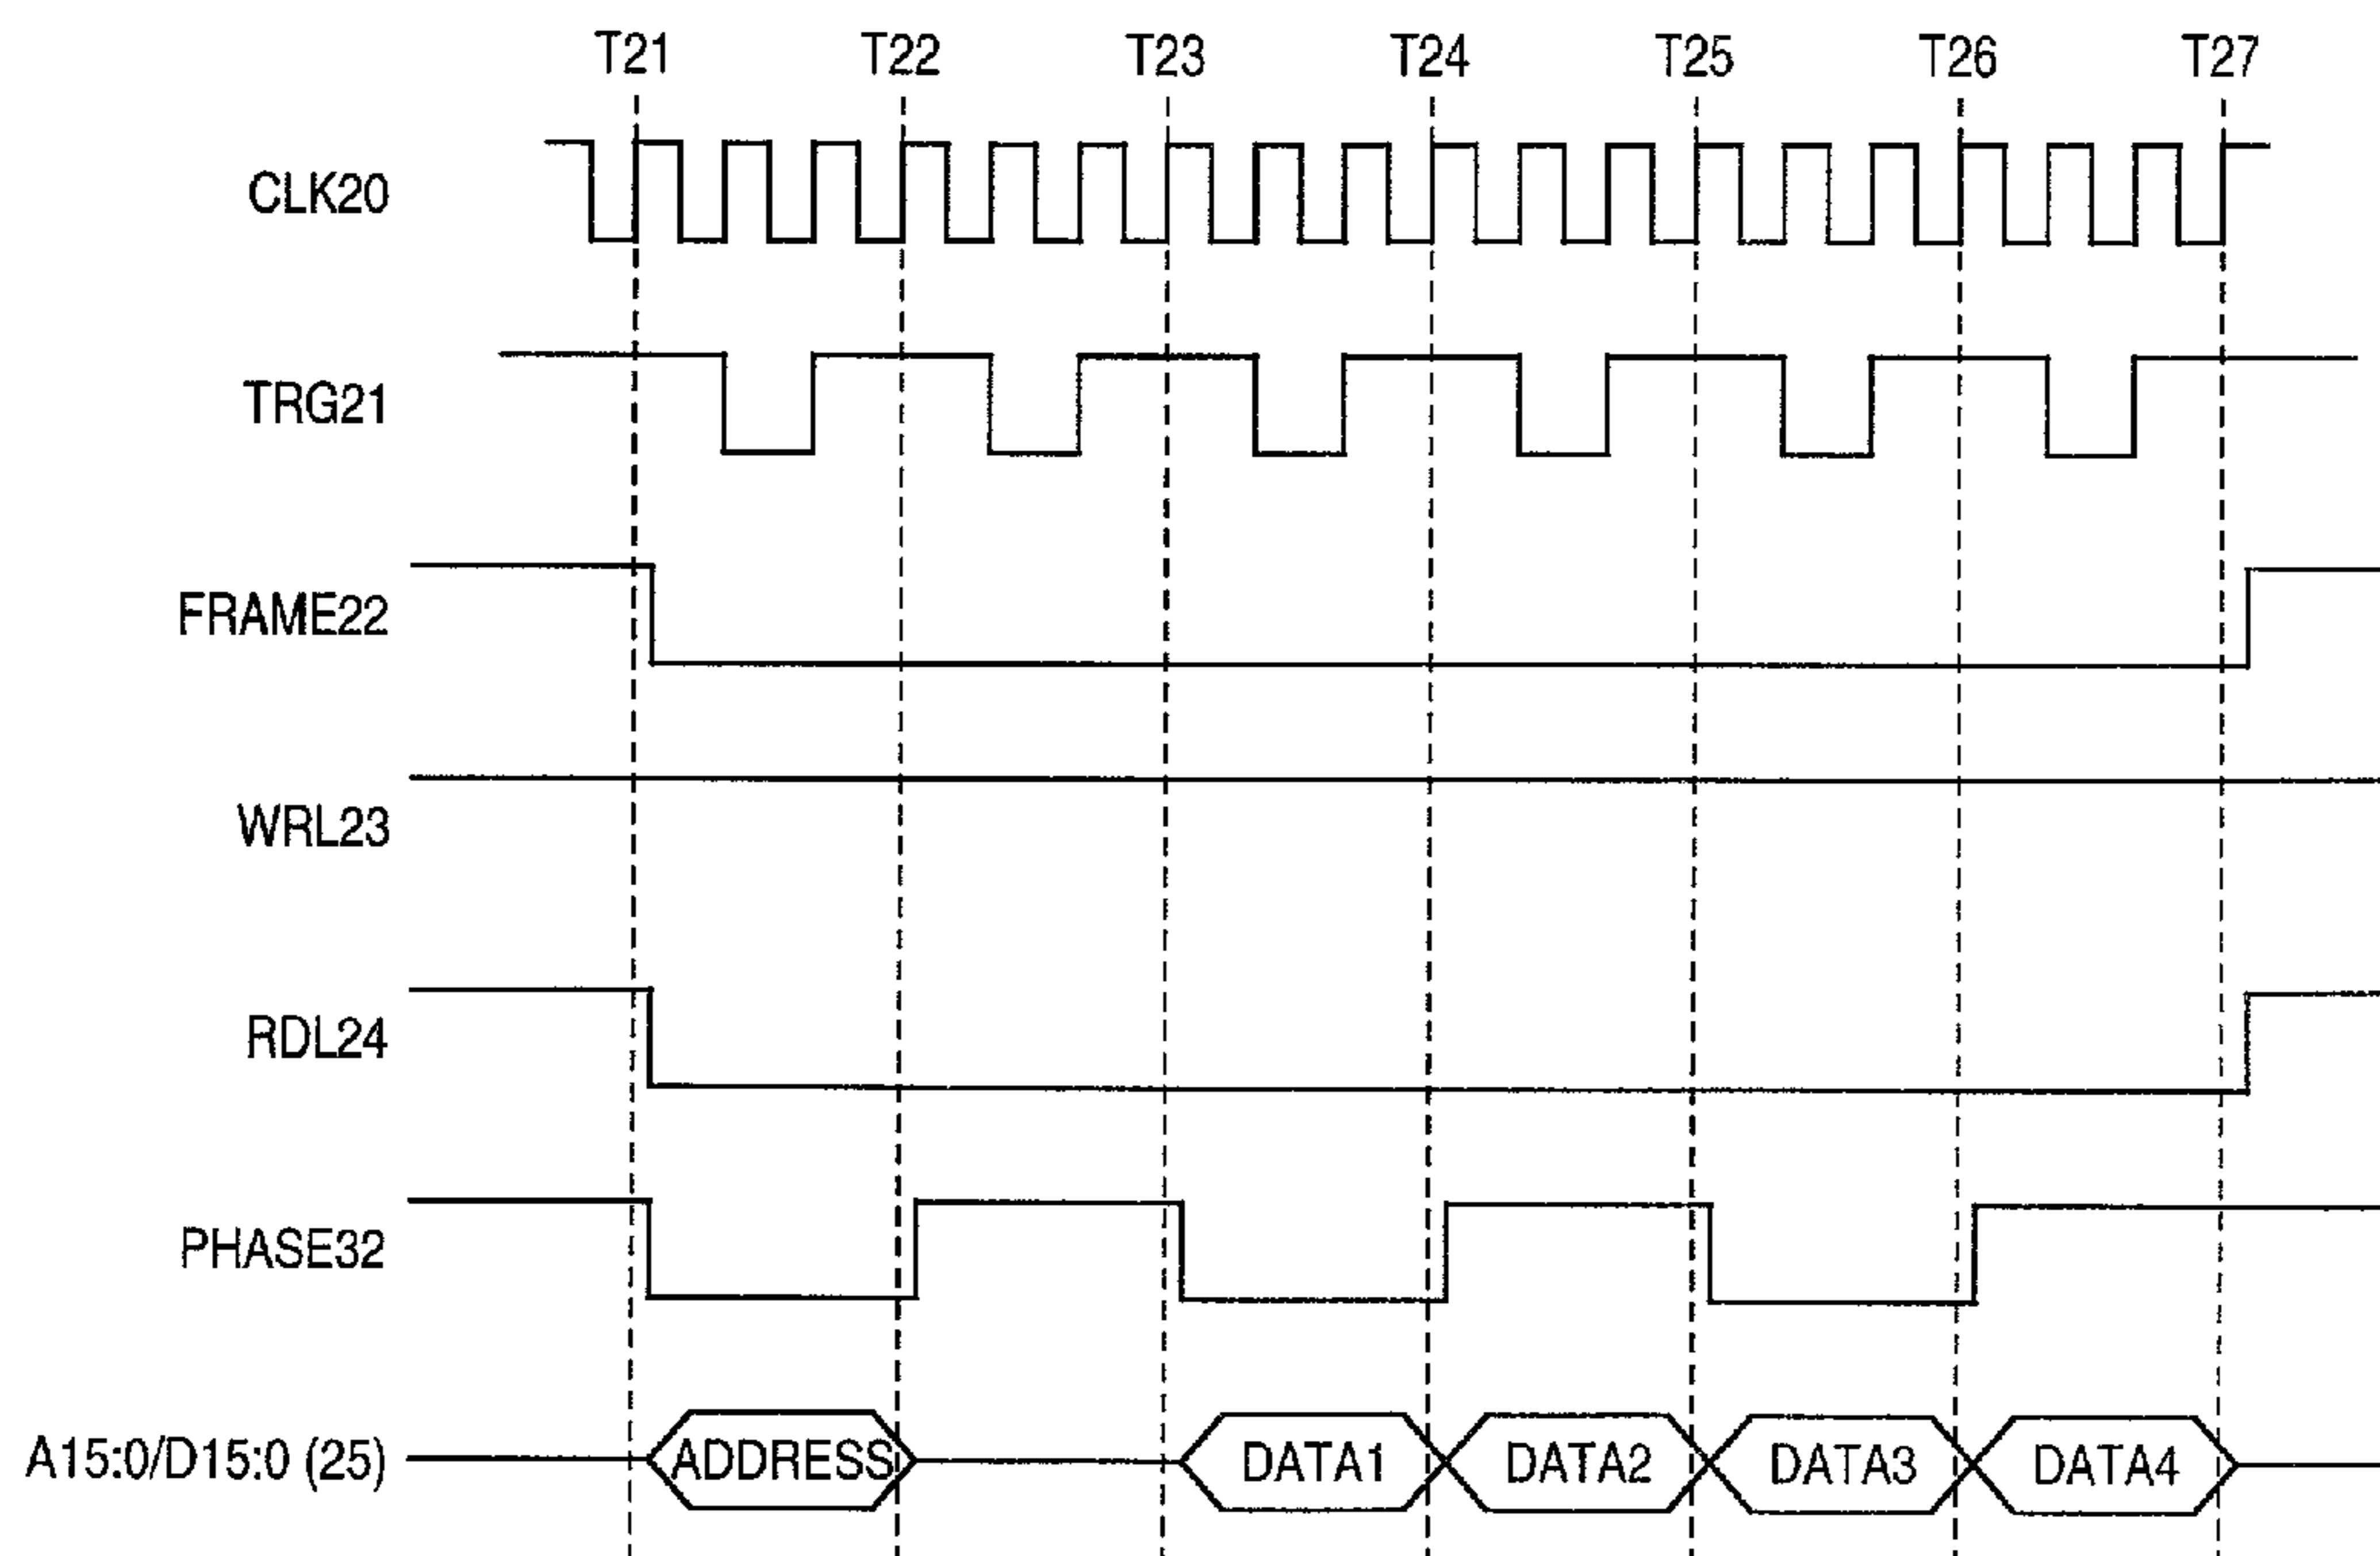 T21 T22 T23 T24 T25 T26 T27
CLK20
TRG21
FRAME22
WRL23
RDL24
PHASE32
A15:0/D15:0 (25) ADDRESS DATA1 DATA2 DATA3 DATA4